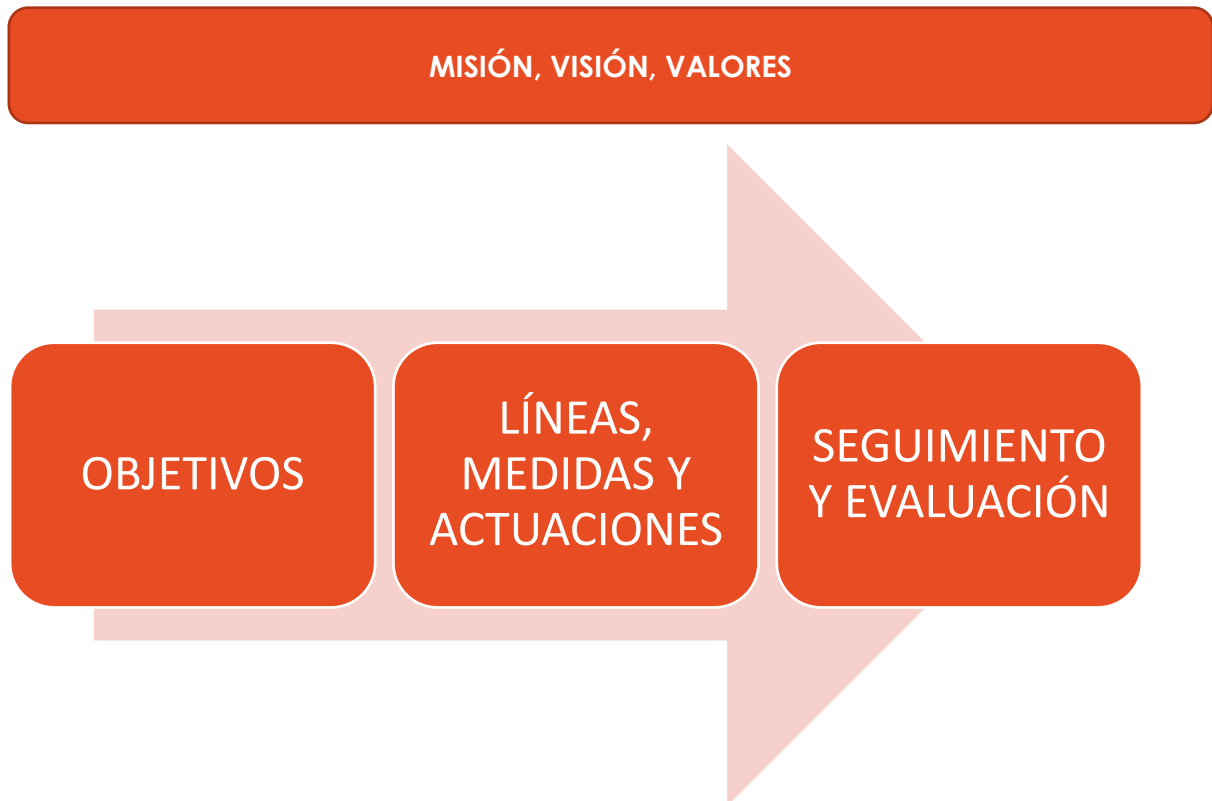 MISIÓN, VISIÓN, VALORES
OBJETIVOS
LÍNEAS,
MEDIDAS Y
ACTUACIONES
SEGUIMIENTO
Y EVALUACIÓN